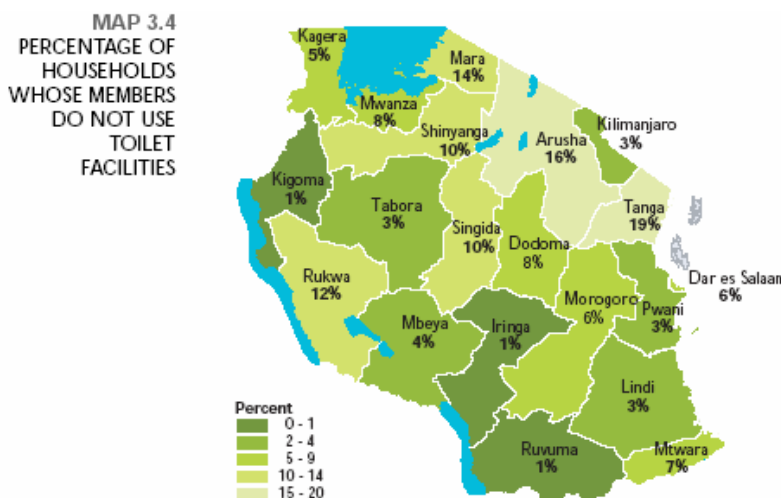 MAP 3.4
PERCENTAGE OF
HOUSEHOLDS
WHOSE MEMBERS
DO NOT USE
TOILET
FACILITIES
Kagera
5%
Mara
14%
Mwanza
8%
Shinyanga
10%
Arusha
16%
Kilimanjaro
3%
Kigoma
1%
Tabora
3%
Singida
10%
Dodoma
8%
Tanga
19%
Dar es Salaam
6%
Rukwa
12%
Mbeya
4%
Iringa
1%
Morogoro
6%
Pwani
3%
Lindi
3%
Ruvuma
1%
Mtwara
7%
Percent
0 - 1
2 - 4
5 - 9
10 - 14
15 - 20